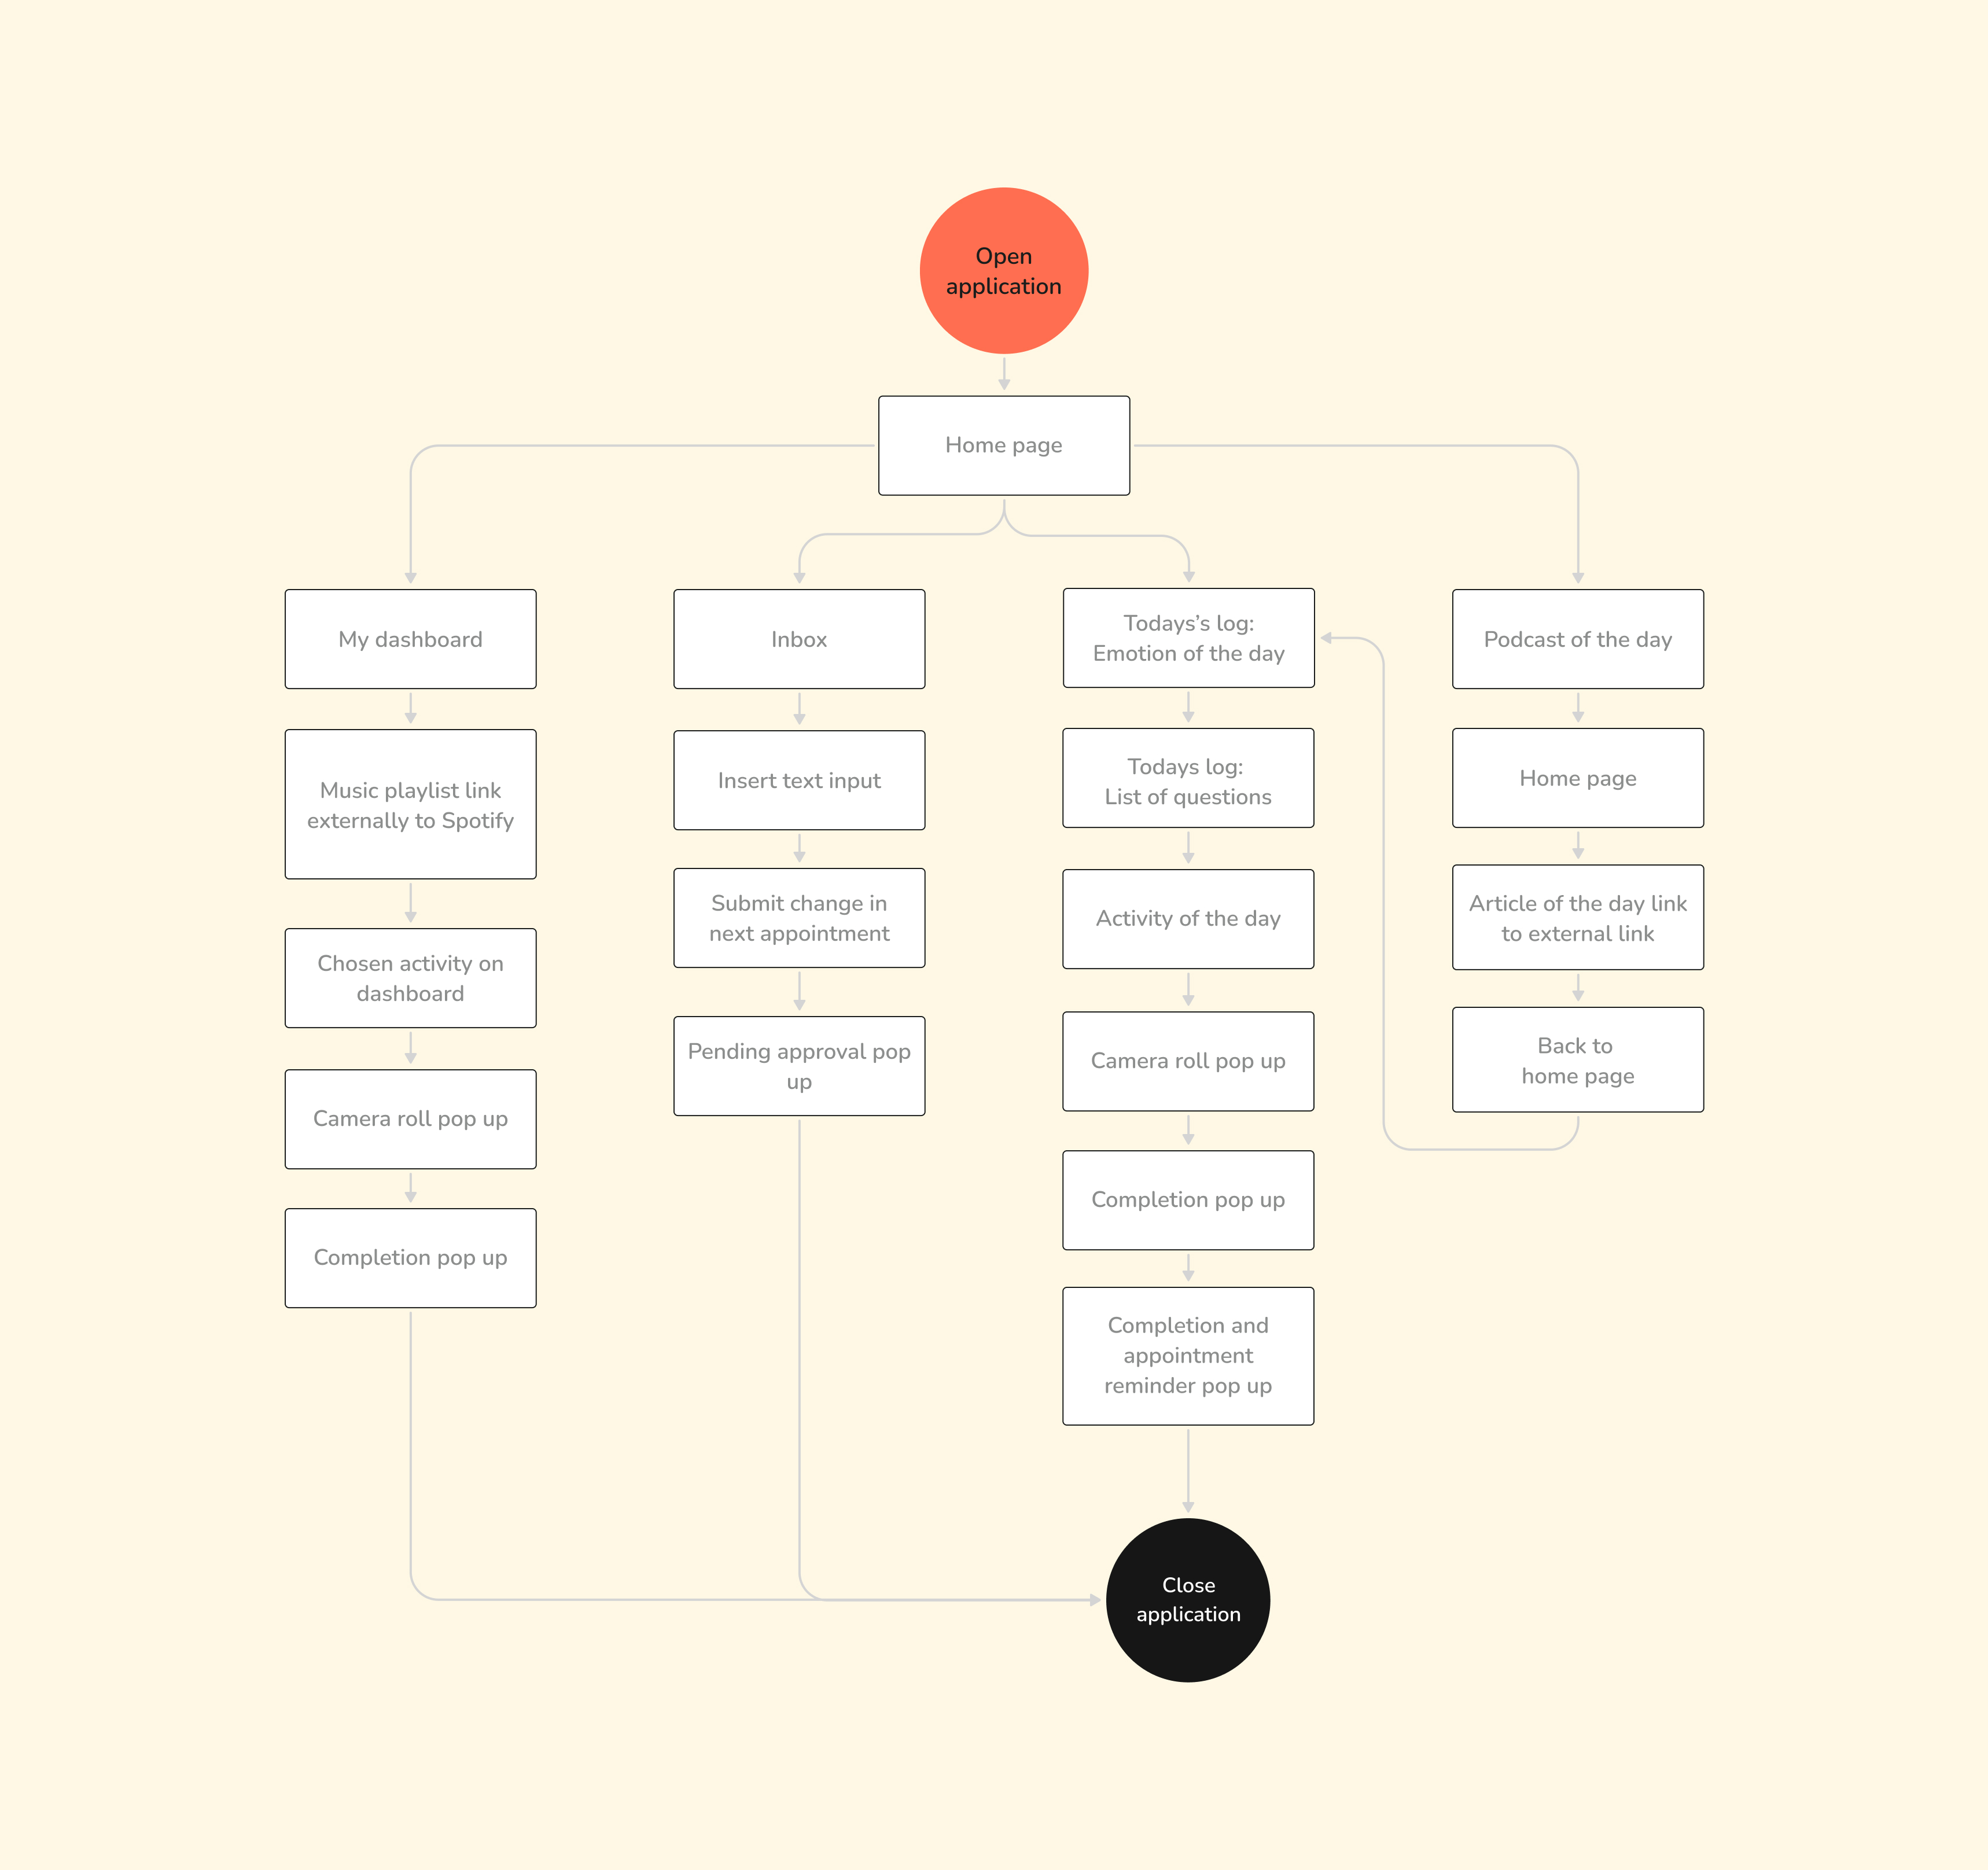 Open
application
Home page
My dashboard
Music playlist link
externally to Spotify
Chosen activity on
dashboard
Camera roll pop up
Completion pop up
Inbox
Insert text input
Submit change in
next appointment
Pending approval pop
up
Todays’s log:
Emotion of the day
Todays log:
List of questions
Activity of the day
Camera roll pop up
Completion pop up
Completion and
appointment
reminder pop up
Podcast of the day
Home page
Article of the day link
to external link
Back to
home page
Close
application